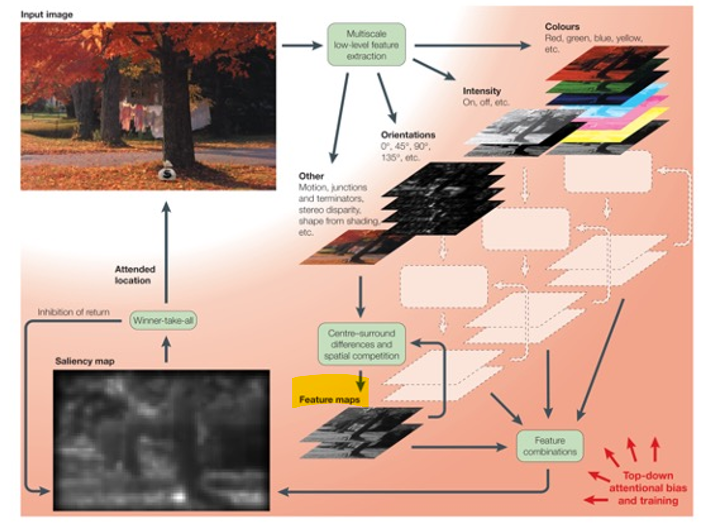 Input image
Multiscale
low-level feature
extraction
Colours
Red, green, blue, yellow,
etc.
Intensity
On, off, etc.
Orientations
0°, 45°, 90°,
135°, etc.
Other
Motion, junctions
and terminators,
stereo disparity,
shape from shading,
etc.
Attended
location
Inhibition of return
Winner-take-all
Centre–surround
differences and
spatial competition
Saliency map
Feature maps
Feature
combinations
Top-down
attentional bias
and training